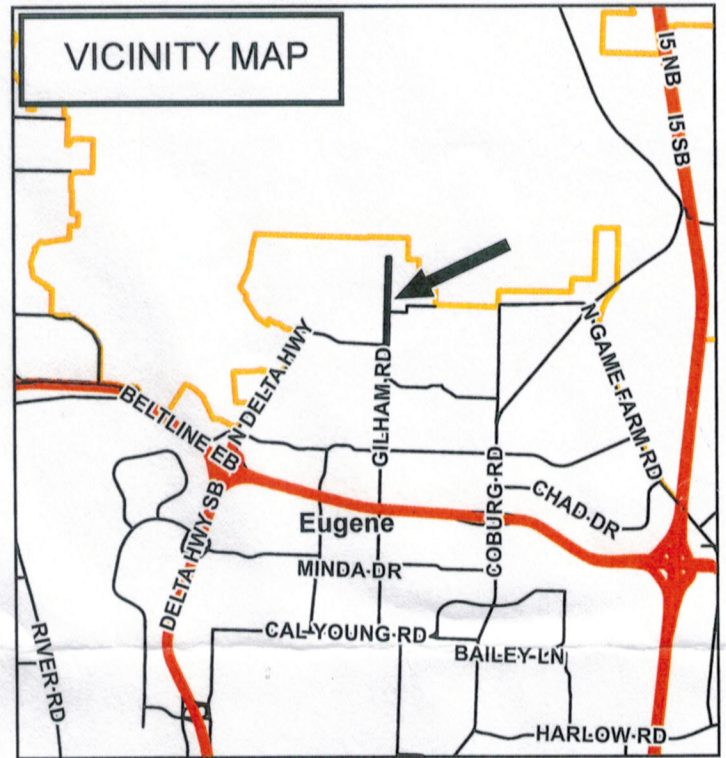 VICINITY MAP
I5 NB
I5 SB
N DELTA HWY
GILHAM RD
N GAME FARM RD
BELTLINE EB
COBURG RD
CHAD DR
Eugene
DELTA HWY SB
MINDA DR
CAL YOUNG RD
BAILEY LN
RIVER RD
HARLOW RD